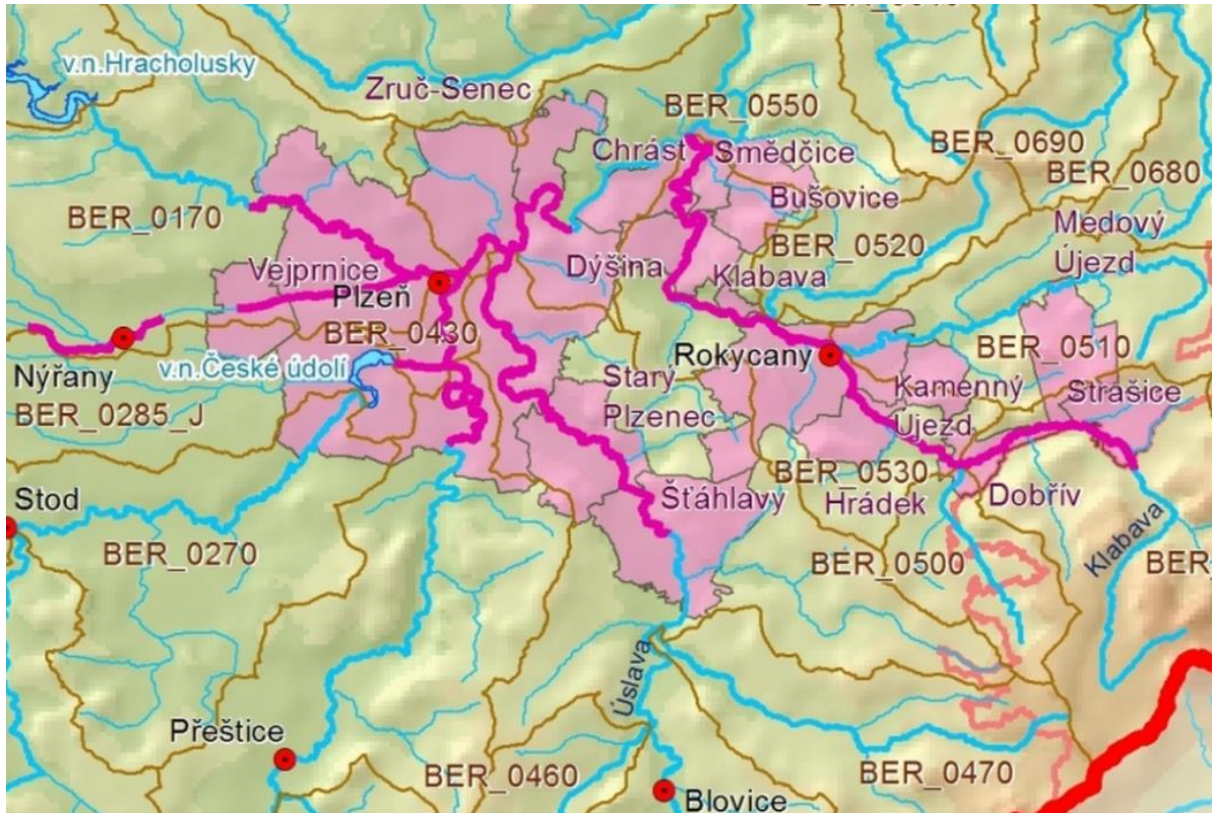 v.n.Hracholusky
Zruč-Senec
BER_0550
Chrást
Smědčice
BER_0690
BER_0680
BER_0170
Bušovice
Medový
Újezd
BER_0520
Vejprnice
Dýšina
Klabava
Plzeň
BER_0430
Rokycany
BER_0510
v.n.České údolí
Nýřany
BER_0285_J
Starý
Plzenec
Kamenný
Újezd
Strašice
BER_0530
Šťáhlavy
Hrádek
Dobřív
Stod
BER_0270
BER_0500
Klabava
BER_
Úslava
Přeštice
BER_0460
BER_0470
Blovice